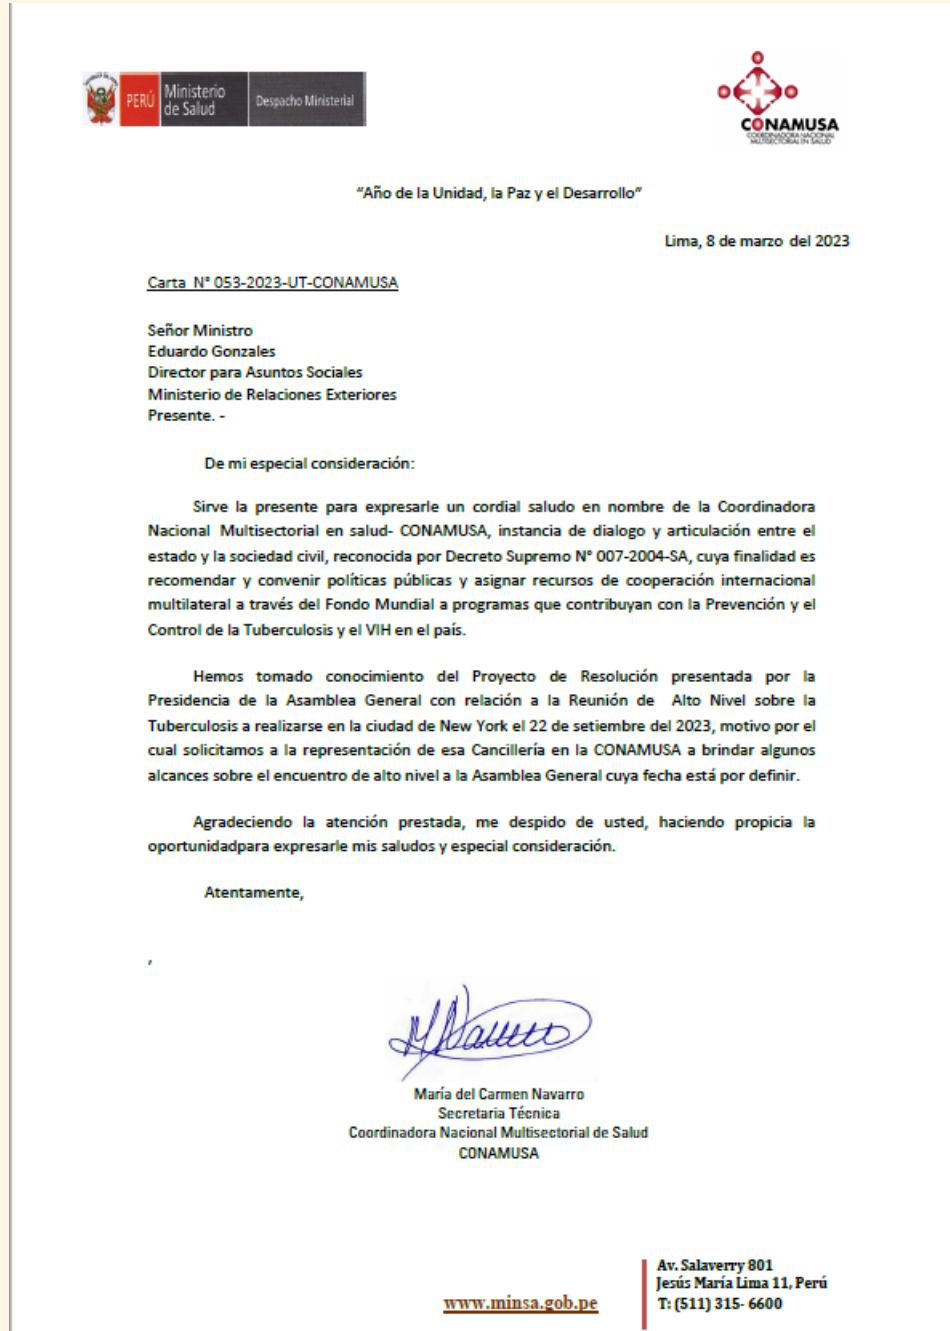 PERÚ
Ministerio
de Salud
Despacho Ministerial
CONAMUSA
COORDINADORA NACIONAL
MULTISECTORIAL EN SALUD
“Año de la Unidad, la Paz y el Desarrollo”
Lima, 8 de marzo del 2023
Carta N° 053-2023-UT-CONAMUSA
Señor Ministro
Eduardo Gonzales
Director para Asuntos Sociales
Ministerio de Relaciones Exteriores
Presente. -
De mi especial consideración:
Sirve la presente para expresarle un cordial saludo en nombre de la Coordinadora
Nacional Multisectorial en salud- CONAMUSA, instancia de dialogo y articulación entre el
estado y la sociedad civil, reconocida por Decreto Supremo N° 007-2004-SA, cuya finalidad es
recomendar y convenir políticas públicas y asignar recursos de cooperación internacional
multilateral a través del Fondo Mundial a programas que contribuyan con la Prevención y el
Control de la Tuberculosis y el VIH en el país.
Hemos tomado conocimiento del Proyecto de Resolución presentada por la
Presidencia de la Asamblea General con relación a la Reunión de Alto Nivel sobre la
Tuberculosis a realizarse en la ciudad de New York el 22 de setiembre del 2023, motivo por el
cual solicitamos a la representación de esa Cancillería en la CONAMUSA a brindar algunos
alcances sobre el encuentro de alto nivel a la Asamblea General cuya fecha está por definir.
Agradeciendo la atención prestada, me despido de usted, haciendo propicia la
oportunidadpara expresarle mis saludos y especial consideración.
Atentamente,
,
María del Carmen Navarro
Secretaria Técnica
Coordinadora Nacional Multisectorial de Salud
CONAMUSA
www.minsa.gob.pe
Av. Salaverry 801
Jesús María Lima 11, Perú
T: (511) 315- 6600